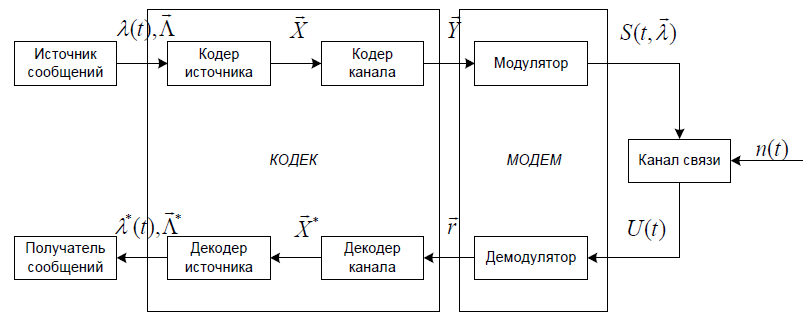 λ(t), Λ⃗
X⃗
Y⃗
S(t, λ⃗)
Источник
сообщений
Кодер
источника
Кодер
канала
Модулятор
КОДЕК
МОДЕМ
Канал связи
n(t)
λ*(t), Λ⃗*
X⃗*
r⃗
U(t)
Получатель
сообщений
Декодер
источника
Декодер
канала
Демодулятор